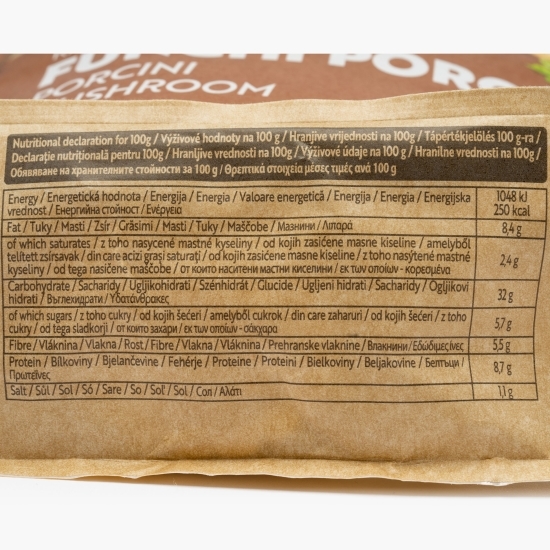 PORCINI
MUSHROOM
Nutritional declaration for 100g / Výživové hodnoty na 100 g / Hranjive vrijednosti na 100g / Tápértékjelölés 100 g-ra /
Declarație nutrițională pentru 100g / Hranljive vrednosti na 100g / Výživové údaje na 100 g / Hranilne vrednosti na 100g /
Обявяване на хранителните стойности за 100 g / Θρεπτικά στοιχεία μέσες τιμές ανά 100 g
Energy / Energetická hodnota / Energija / Energia / Valoare energetică / Energija / Energia / Energijska 1048 kJ
vrednost / Енергийна стойност / Ενέργεια 250 kcal
Fat / Tuky / Masti / Zsír / Grăsimi / Masti / Tuky / Maščobe / Мазнини / Λιπαρά 8,4 g
of which saturates / z toho nasycené mastné kyseliny / od kojih zasićene masne kiseline / amelyből
telített zsírsavak / din care acizi grași saturați / od kojih zasićene masne kiseline / z toho nasýtené mastné 2,4 g
kyseliny / od tega nasičene maščobe / от които наситени мастни киселини / εκ των οποίων - κορεσμένα
Carbohydrate / Sacharidy / Ugljikohidrati / Szénhidrát / Glucide / Ugljeni hidrati / Sacharidy / Ogljikovi 32 g
hidrati / Въглехидрати / Υδατάνθρακες
of which sugars / z toho cukry / od kojih šećeri / amelyből cukrok / din care zaharuri / od kojih šećeri / z toho 5,7 g
cukry / od tega sladkorji / от които захари / εκ των οποίων - σάκχαρα
Fibre / Vláknina / Vlakna / Rost / Fibre / Vlakna / Vláknina / Prehranske vlaknine / Влакнини / Εδώδιμες ίνες 5,5 g
Protein / Bílkoviny / Bjelančevine / Fehérje / Proteine / Proteini / Bielkoviny / Beljakovine / Белтъци / 8,7 g
Πρωτεΐνες
Salt / Sůl / Sol / Só / Sare / So / Soľ / Sol / Сол / Αλάτι 1,1 g